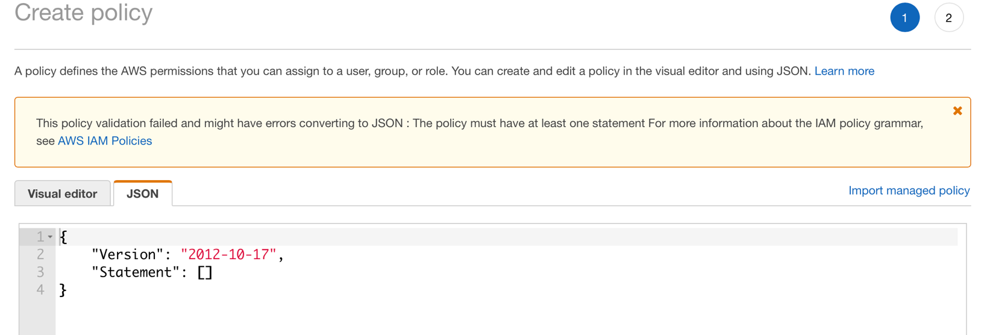 Create policy
1
2
A policy defines the AWS permissions that you can assign to a user, group, or role. You can create and edit a policy in the visual editor and using JSON. Learn more
This policy validation failed and might have errors converting to JSON : The policy must have at least one statement For more information about the IAM policy grammar,
see AWS IAM Policies
Visual editor
JSON
Import managed policy
1 {
2     "Version": "2012-10-17",
3     "Statement": []
4 }